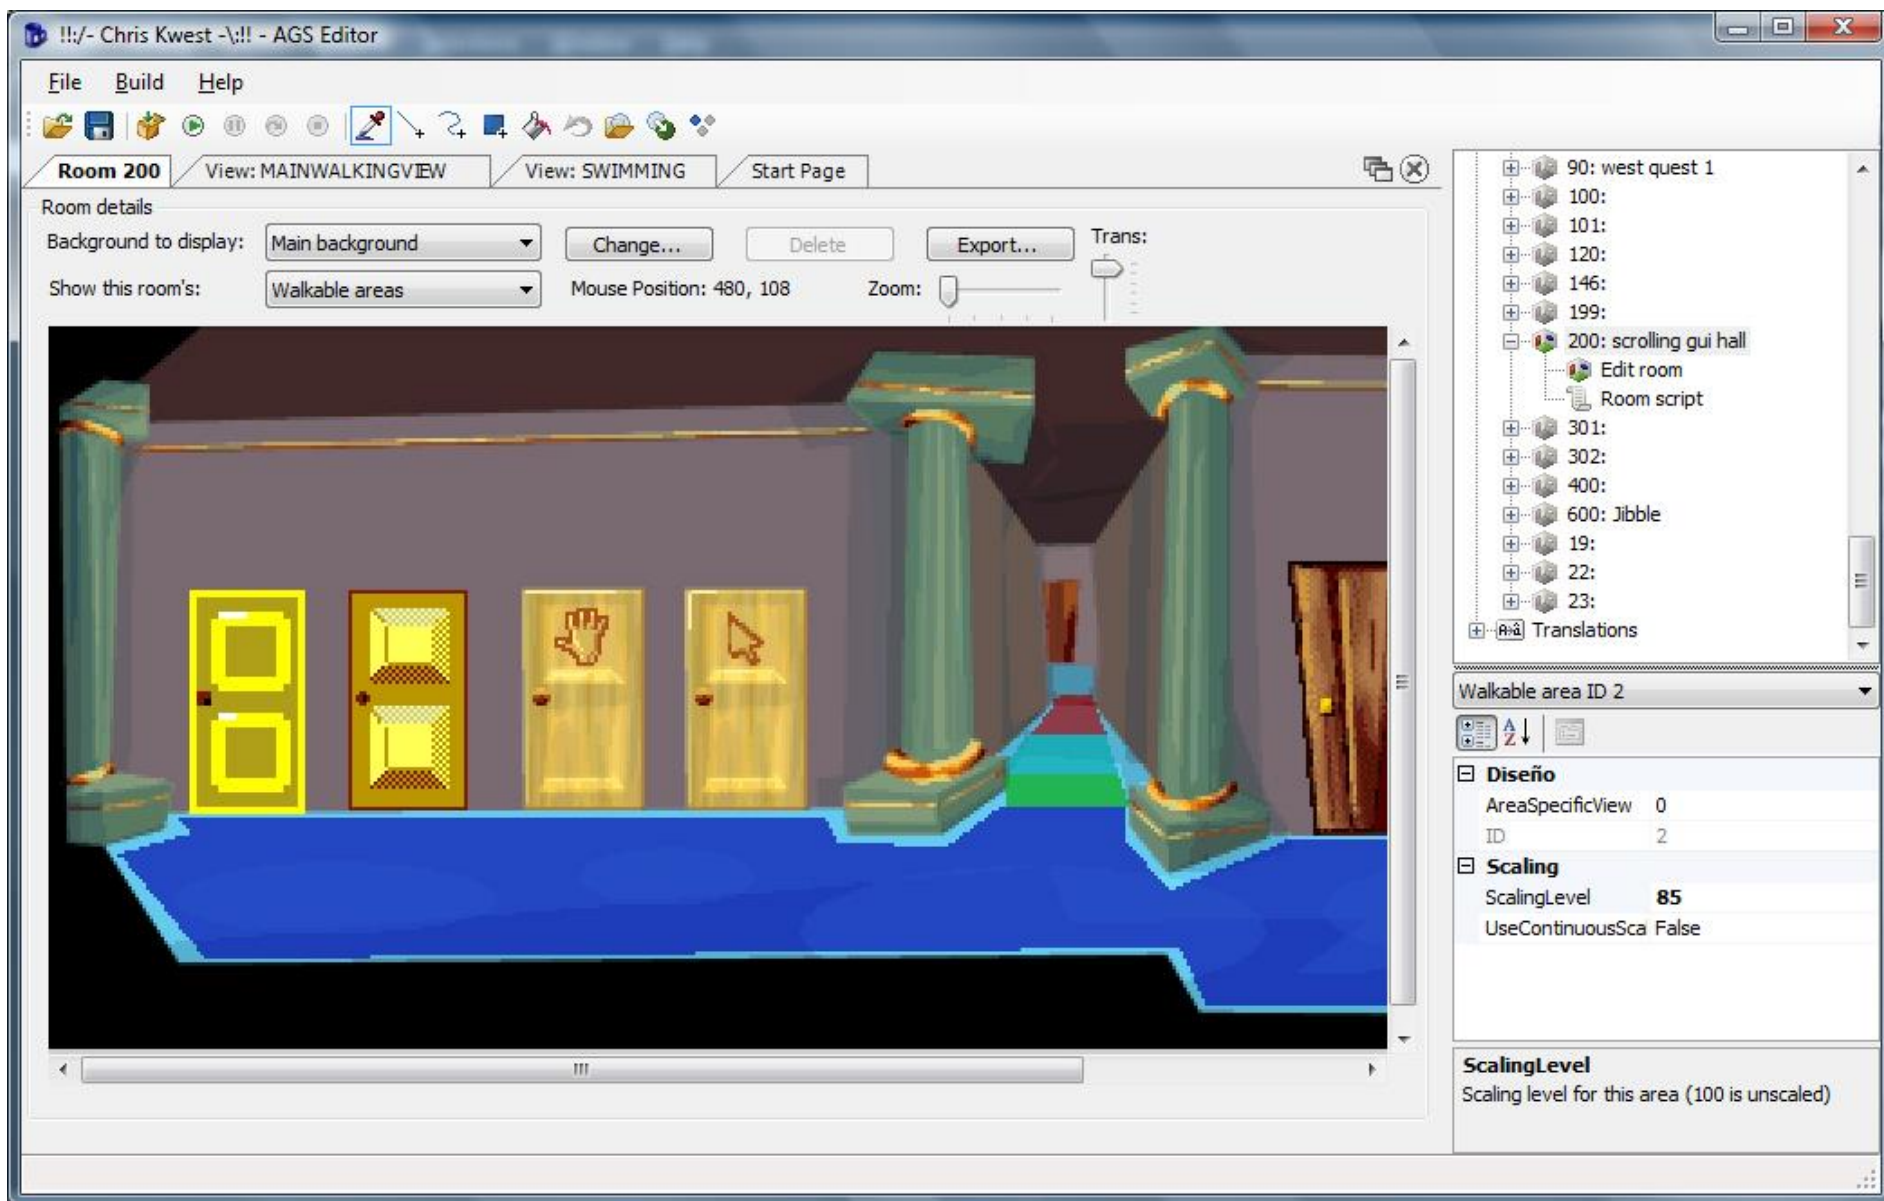 !!:/- Chris Kwest -\:!! - AGS Editor
File Build Help
Room 200 View: MAINWALKINGVIEW View: SWIMMING Start Page
Room details
Background to display: Main background Change... Delete Export... Trans:
Show this room's: Walkable areas Mouse Position: 480, 108 Zoom:
90: west quest 1
100:
101:
120:
146:
199:
200: scrolling gui hall
Edit room
Room script
301:
302:
400:
600: Jibble
19:
22:
23:
Translations
Walkable area ID 2
Diseño
AreaSpecificView 0
ID 2
Scaling
ScalingLevel 85
UseContinuousSca False
ScalingLevel
Scaling level for this area (100 is unscaled)